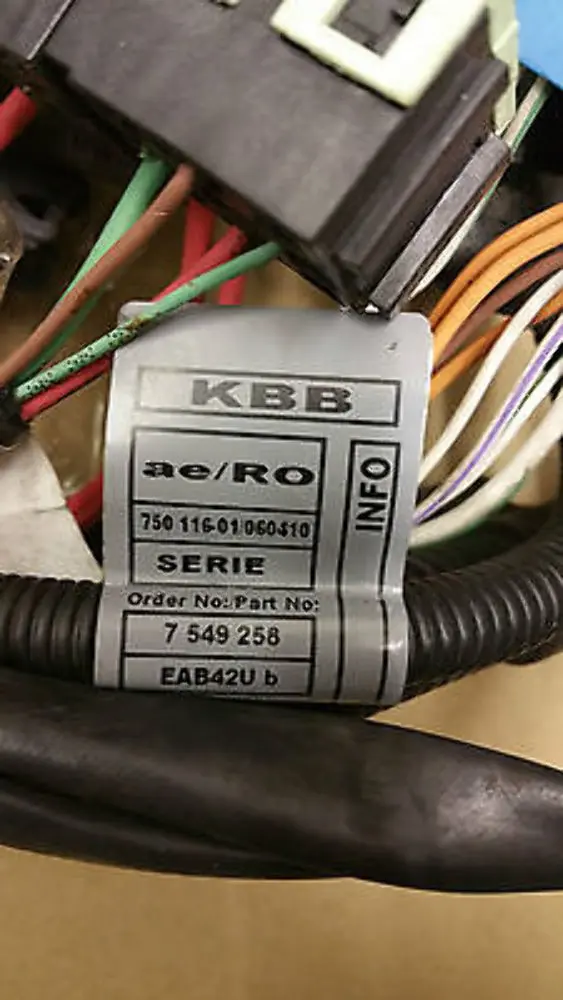 KBB
ae/RO
INFO
750 116-01 060410
SERIE
Order No:/Part No:
7 549 258
EAB42U b